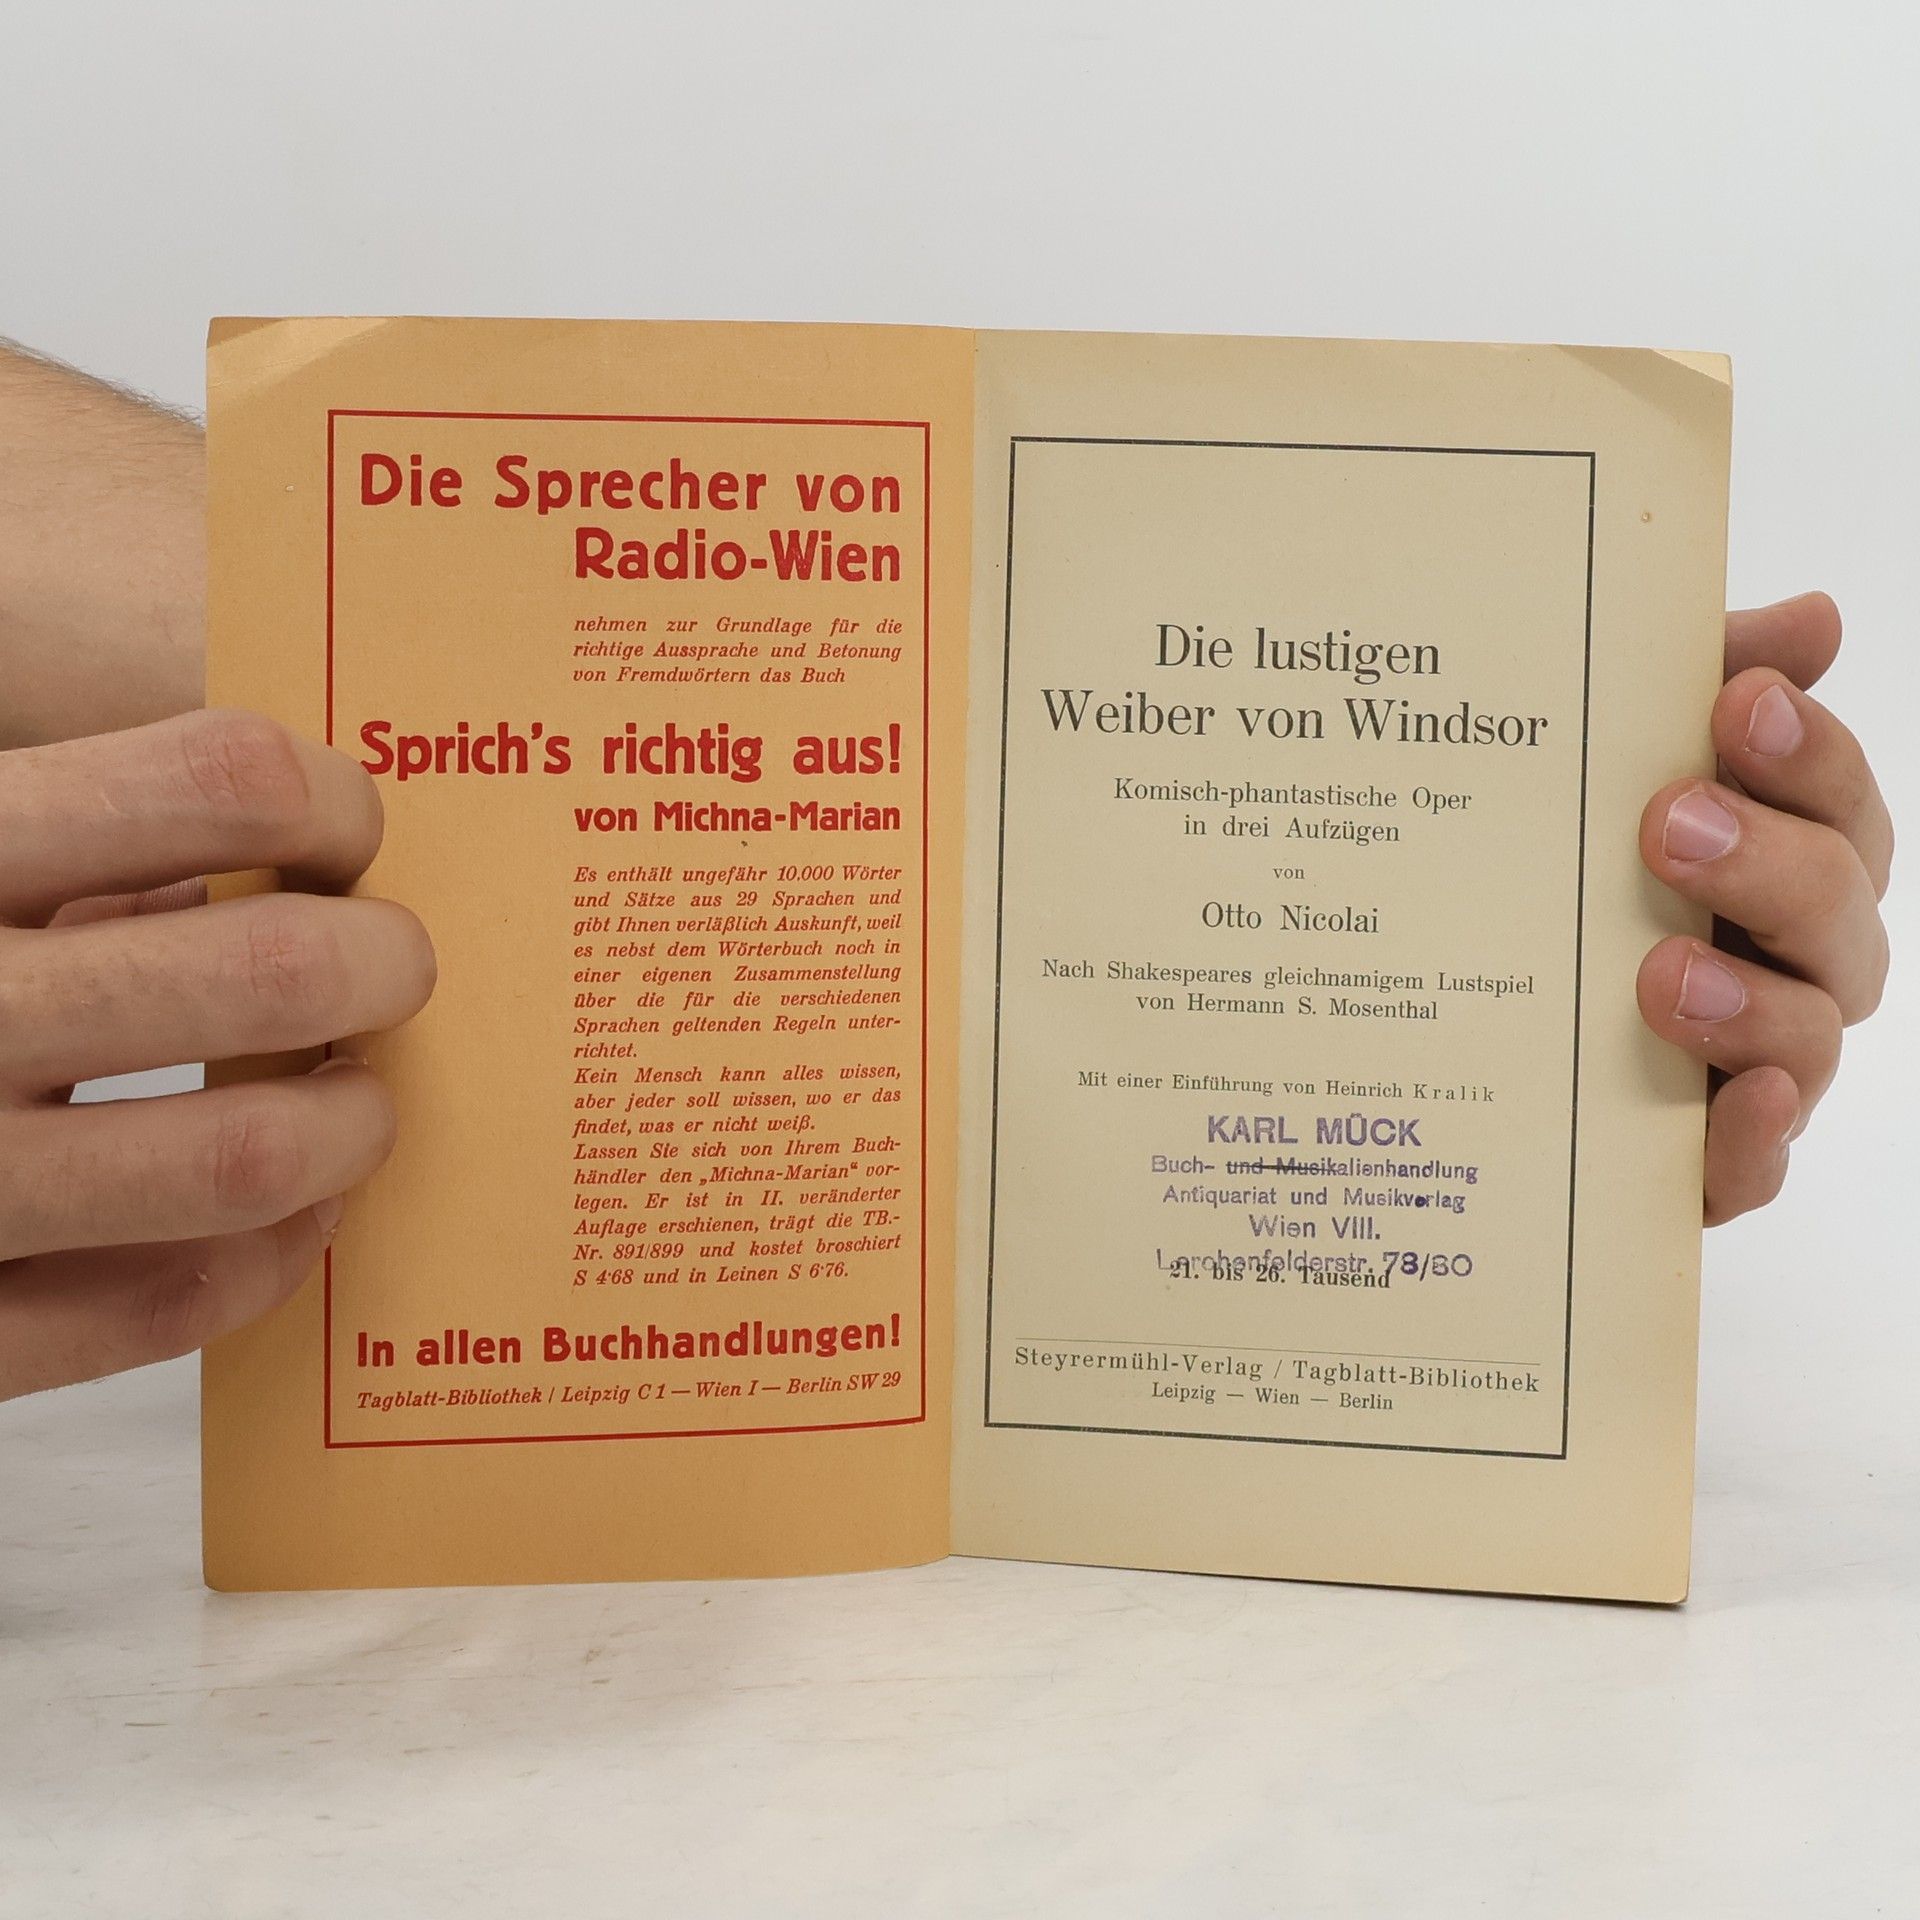 Die Sprecher von
Radio-Wien
nehmen zur Grundlage für die
richtige Aussprache und Betonung
von Fremdwörtern das Buch
Sprich's richtig aus!
von Michna-Marian
Es enthält ungefähr 10.000 Wörter
und Sätze aus 29 Sprachen und
gibt Ihnen verläßlich Auskunft, weil
es nebst dem Wörterbuch noch in
einer eigenen Zusammenstellung
über die für die verschiedenen
Sprachen geltenden Regeln unter-
richtet.
Kein Mensch kann alles wissen,
aber jeder soll wissen, wo er das
findet, was er nicht weiß.
Lassen Sie sich von Ihrem Buch-
händler den „Michna-Marian“ vor-
legen. Er ist in II. veränderter
Auflage erschienen, trägt die TB.-
Nr. 891/899 und kostet broschiert
S 4·68 und in Leinen S 6·76.
In allen Buchhandlungen!
Tagblatt-Bibliothek / Leipzig C 1 — Wien I — Berlin SW 29
Die lustigen
Weiber von Windsor
Komisch-phantastische Oper
in drei Aufzügen
von
Otto Nicolai
Nach Shakespeares gleichnamigem Lustspiel
von Hermann S. Mosenthal
Mit einer Einführung von Heinrich Kralik
KARL MÜCK
Buch- und Musikalienhandlung
Antiquariat und Musikverlag
Wien VIII.
Lerchenfelderstr. 78/80
21. bis 26. Tausend
Steyrermühl-Verlag / Tagblatt-Bibliothek
Leipzig — Wien — Berlin